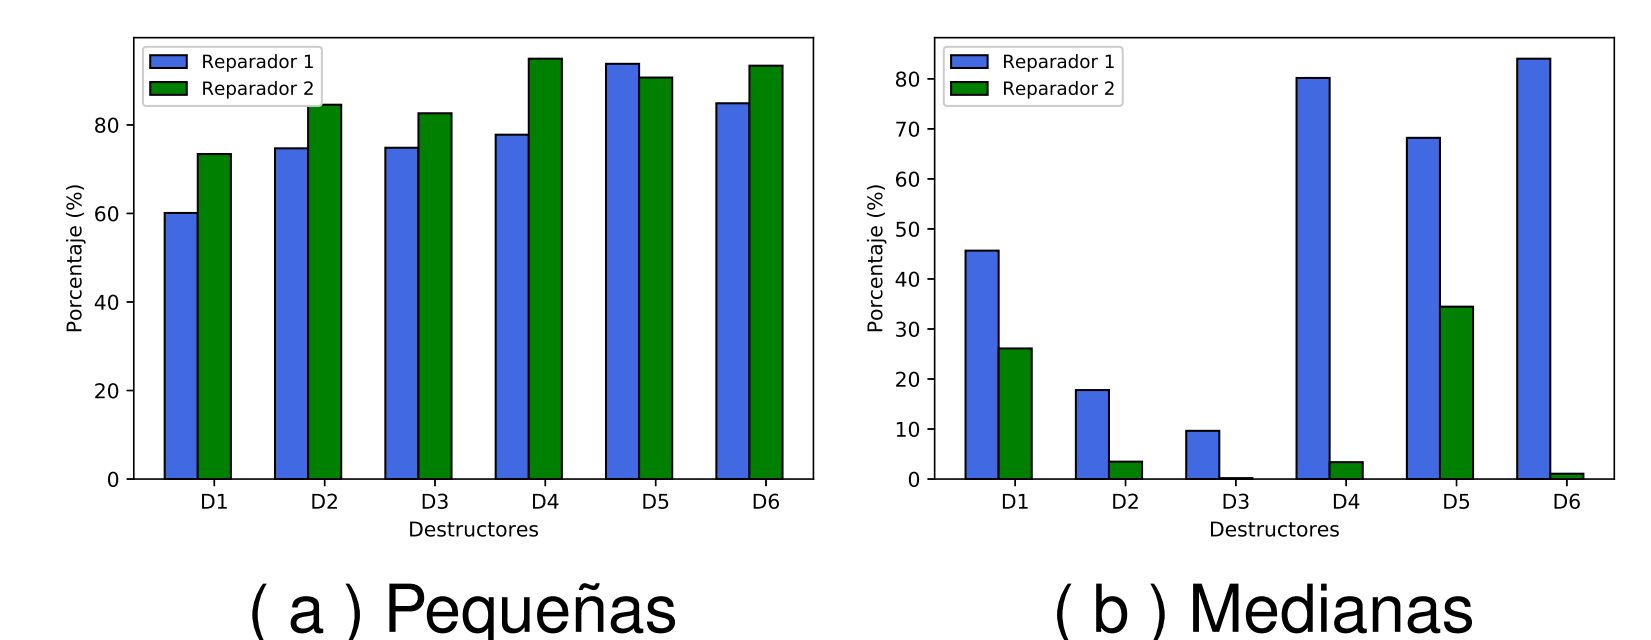 Reparador 1
Reparador 2
80
60
40
20
0
Porcentaje (%)
D1 D2 D3 D4 D5 D6
Destructores
( a ) Pequeñas
Reparador 1
Reparador 2
80
70
60
50
40
30
20
10
0
Porcentaje (%)
D1 D2 D3 D4 D5 D6
Destructores
( b ) Medianas